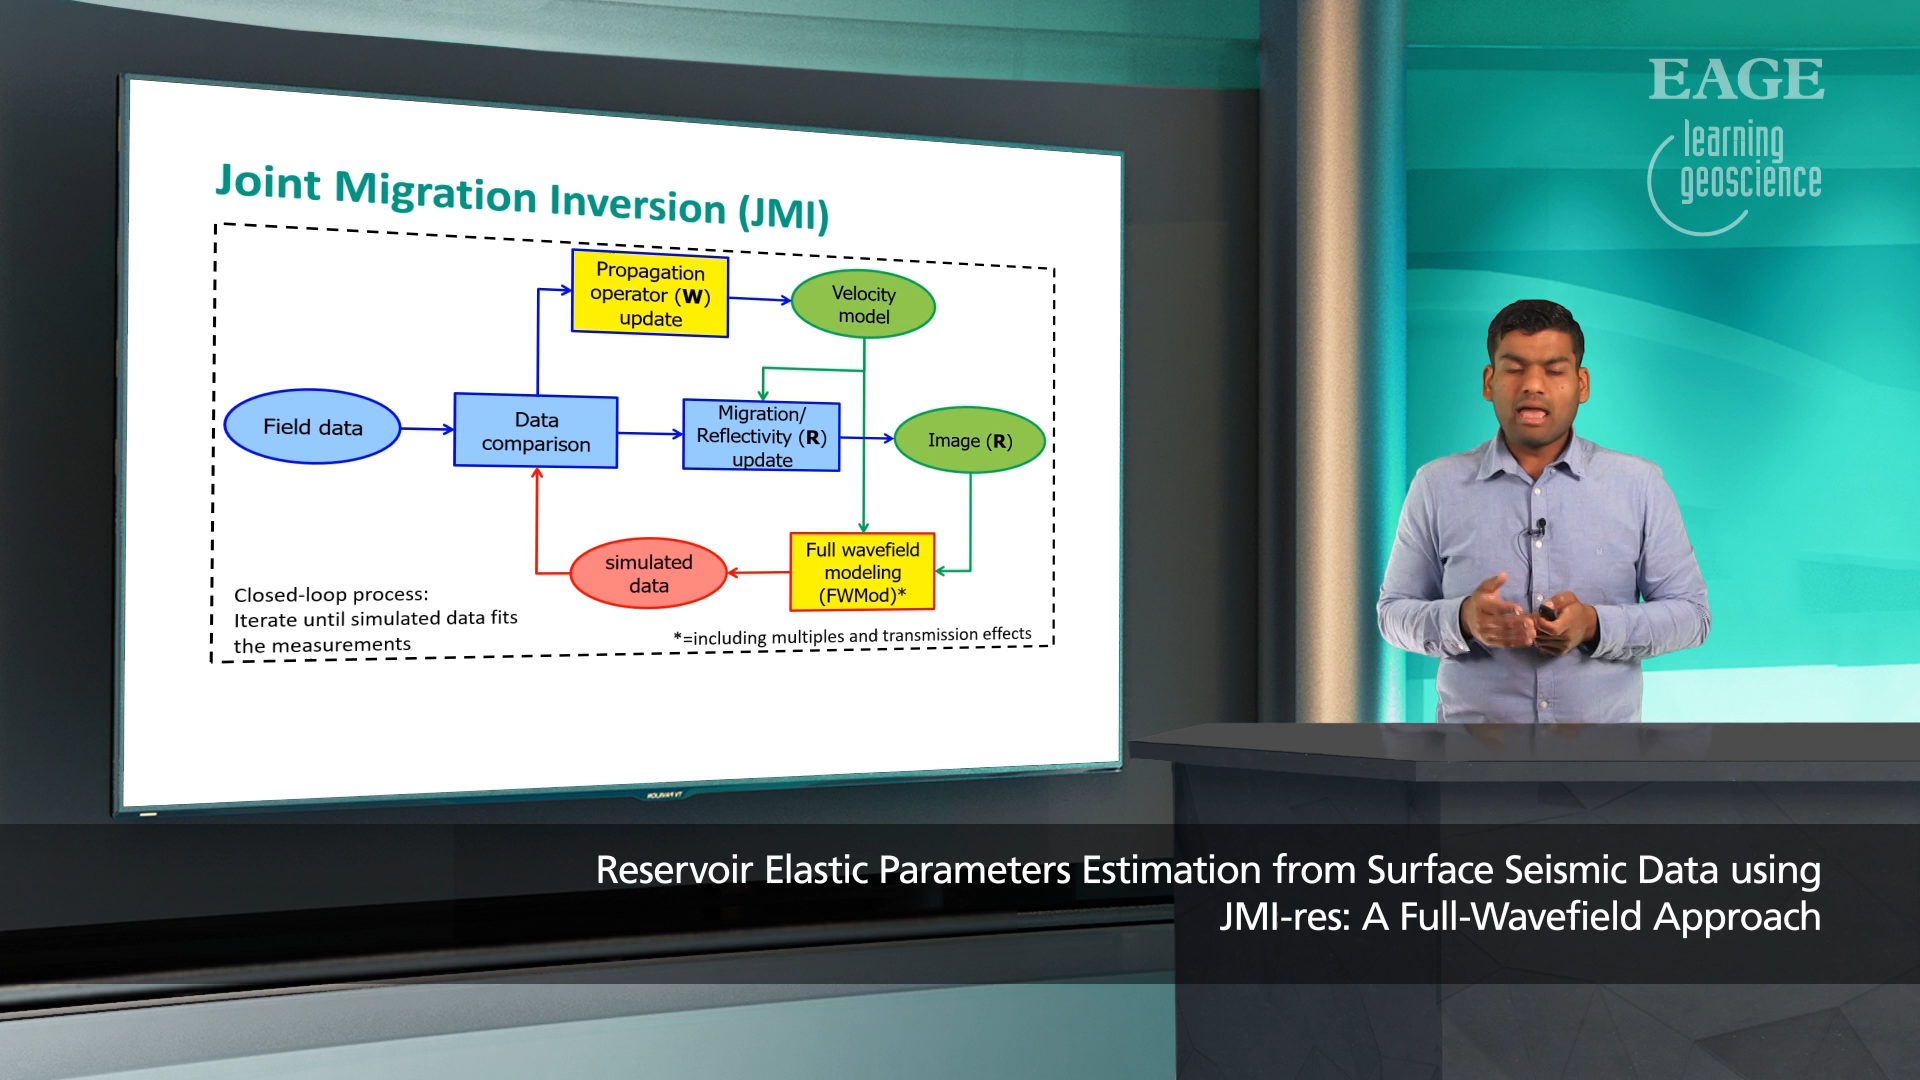 EAGE
learning
geoscience
Joint Migration Inversion (JMI)
Propagation
operator (W)
update
Velocity
model
Field data
Data
comparison
Migration/
Reflectivity (R)
update
Image (R)
simulated
data
Full wavefield
modeling
(FWMod)*
Closed-loop process:
Iterate until simulated data fits
the measurements
*=including multiples and transmission effects
Reservoir Elastic Parameters Estimation from Surface Seismic Data using
JMI-res: A Full-Wavefield Approach